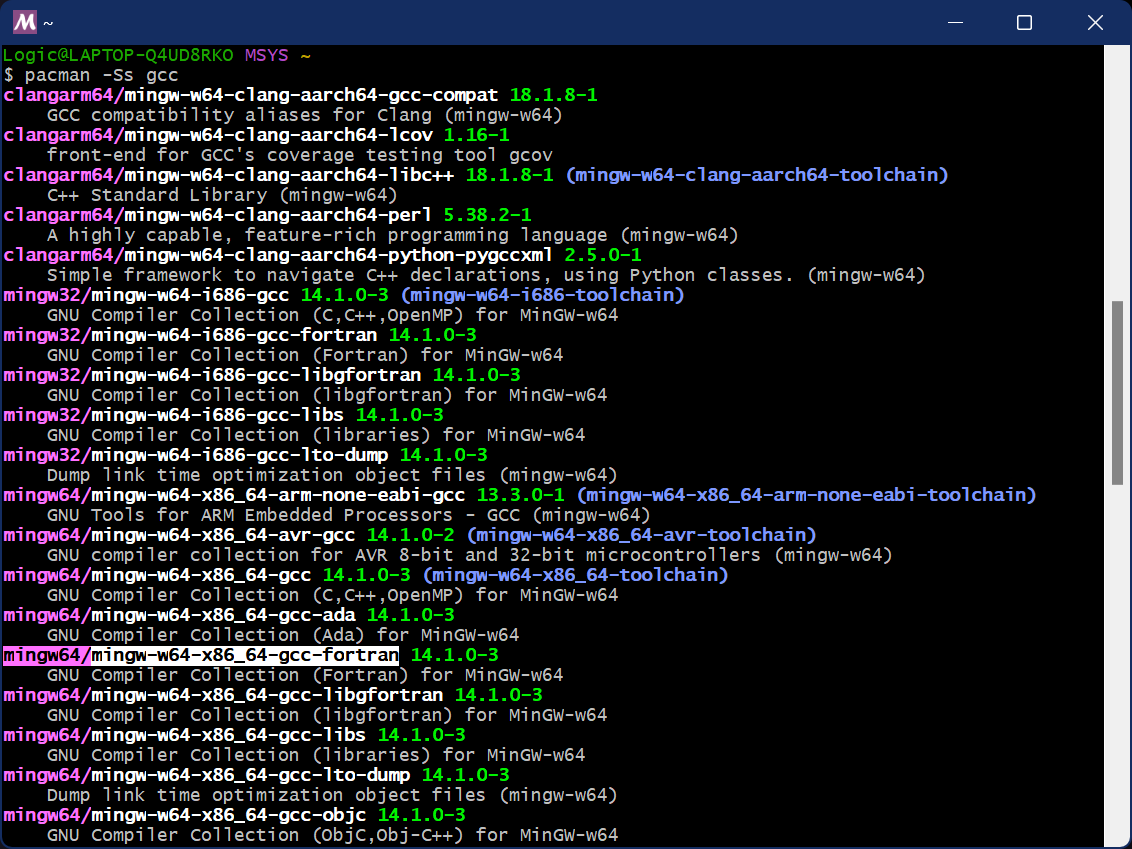 M ~
Logic@LAPTOP-Q4UD8RKO MSYS ~
$ pacman -Ss gcc
clangarm64/mingw-w64-clang-aarch64-gcc-compat 18.1.8-1
    GCC compatibility aliases for Clang (mingw-w64)
clangarm64/mingw-w64-clang-aarch64-lcov 1.16-1
    front-end for GCC's coverage testing tool gcov
clangarm64/mingw-w64-clang-aarch64-libc++ 18.1.8-1 (mingw-w64-clang-aarch64-toolchain)
    C++ Standard Library (mingw-w64)
clangarm64/mingw-w64-clang-aarch64-perl 5.38.2-1
    A highly capable, feature-rich programming language (mingw-w64)
clangarm64/mingw-w64-clang-aarch64-python-pygccxml 2.5.0-1
    Simple framework to navigate C++ declarations, using Python classes. (mingw-w64)
mingw32/mingw-w64-i686-gcc 14.1.0-3 (mingw-w64-i686-toolchain)
    GNU Compiler Collection (C,C++,OpenMP) for MinGW-w64
mingw32/mingw-w64-i686-gcc-fortran 14.1.0-3
    GNU Compiler Collection (Fortran) for MinGW-w64
mingw32/mingw-w64-i686-gcc-libgfortran 14.1.0-3
    GNU Compiler Collection (libgfortran) for MinGW-w64
mingw32/mingw-w64-i686-gcc-libs 14.1.0-3
    GNU Compiler Collection (libraries) for MinGW-w64
mingw32/mingw-w64-i686-gcc-lto-dump 14.1.0-3
    Dump link time optimization object files (mingw-w64)
mingw64/mingw-w64-x86_64-arm-none-eabi-gcc 13.3.0-1 (mingw-w64-x86_64-arm-none-eabi-toolchain)
    GNU Tools for ARM Embedded Processors - GCC (mingw-w64)
mingw64/mingw-w64-x86_64-avr-gcc 14.1.0-2 (mingw-w64-x86_64-avr-toolchain)
    GNU compiler collection for AVR 8-bit and 32-bit microcontrollers (mingw-w64)
mingw64/mingw-w64-x86_64-gcc 14.1.0-3 (mingw-w64-x86_64-toolchain)
    GNU Compiler Collection (C,C++,OpenMP) for MinGW-w64
mingw64/mingw-w64-x86_64-gcc-ada 14.1.0-3
    GNU Compiler Collection (Ada) for MinGW-w64
mingw64/mingw-w64-x86_64-gcc-fortran 14.1.0-3
    GNU Compiler Collection (Fortran) for MinGW-w64
mingw64/mingw-w64-x86_64-gcc-libgfortran 14.1.0-3
    GNU Compiler Collection (libgfortran) for MinGW-w64
mingw64/mingw-w64-x86_64-gcc-libs 14.1.0-3
    GNU Compiler Collection (libraries) for MinGW-w64
mingw64/mingw-w64-x86_64-gcc-lto-dump 14.1.0-3
    Dump link time optimization object files (mingw-w64)
mingw64/mingw-w64-x86_64-gcc-objc 14.1.0-3
    GNU Compiler Collection (ObjC,Obj-C++) for MinGW-w64